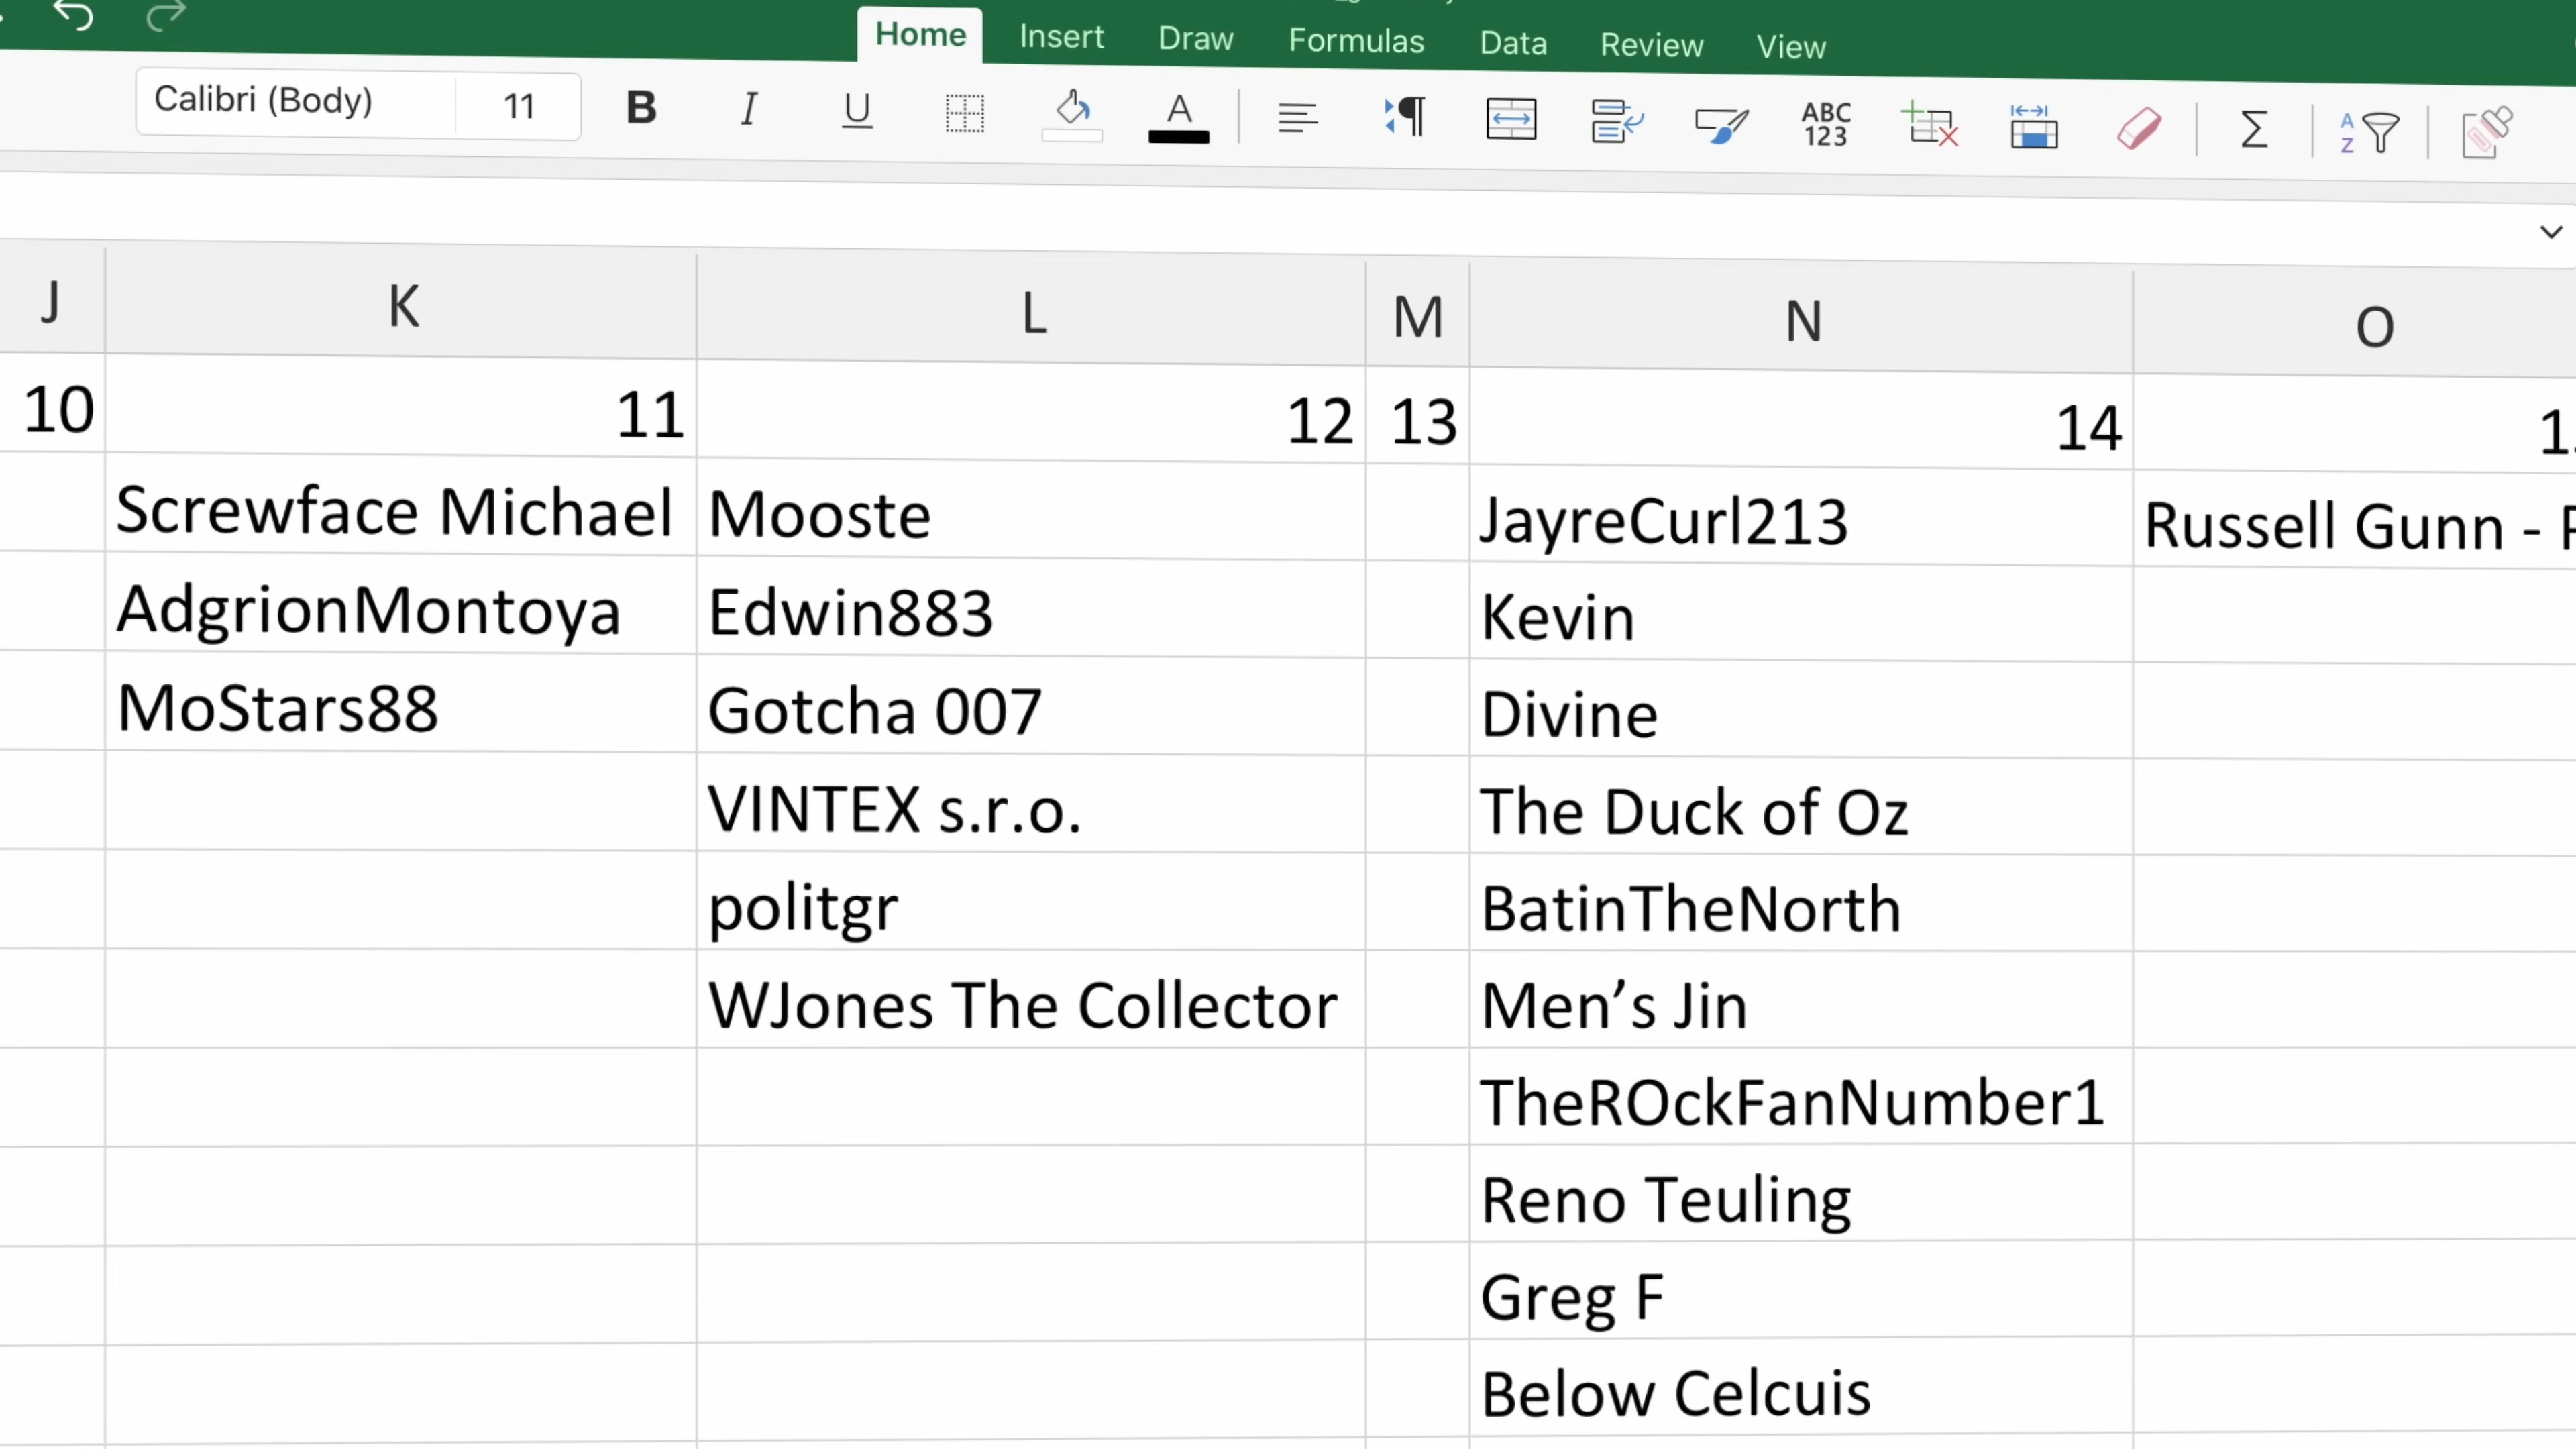 Home Insert Draw Formulas Data Review View
Calibri (Body) 11 B I U A ABC 123 Σ A Z
J K L M N O
10 11 12 13 14
Screwface Michael Mooste JayreCurl213 Russell Gunn -
AdgrionMontoya Edwin883 Kevin
MoStars88 Gotcha 007 Divine
VINTEX s.r.o. The Duck of Oz
politgr BatinTheNorth
WJones The Collector Men’s Jin
TheROckFanNumber1
Reno Teuling
Greg F
Below Celcuis